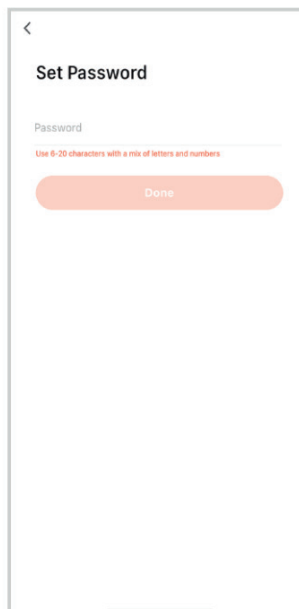 Set Password
Password
Use 6-20 characters with a mix of letters and numbers
Done